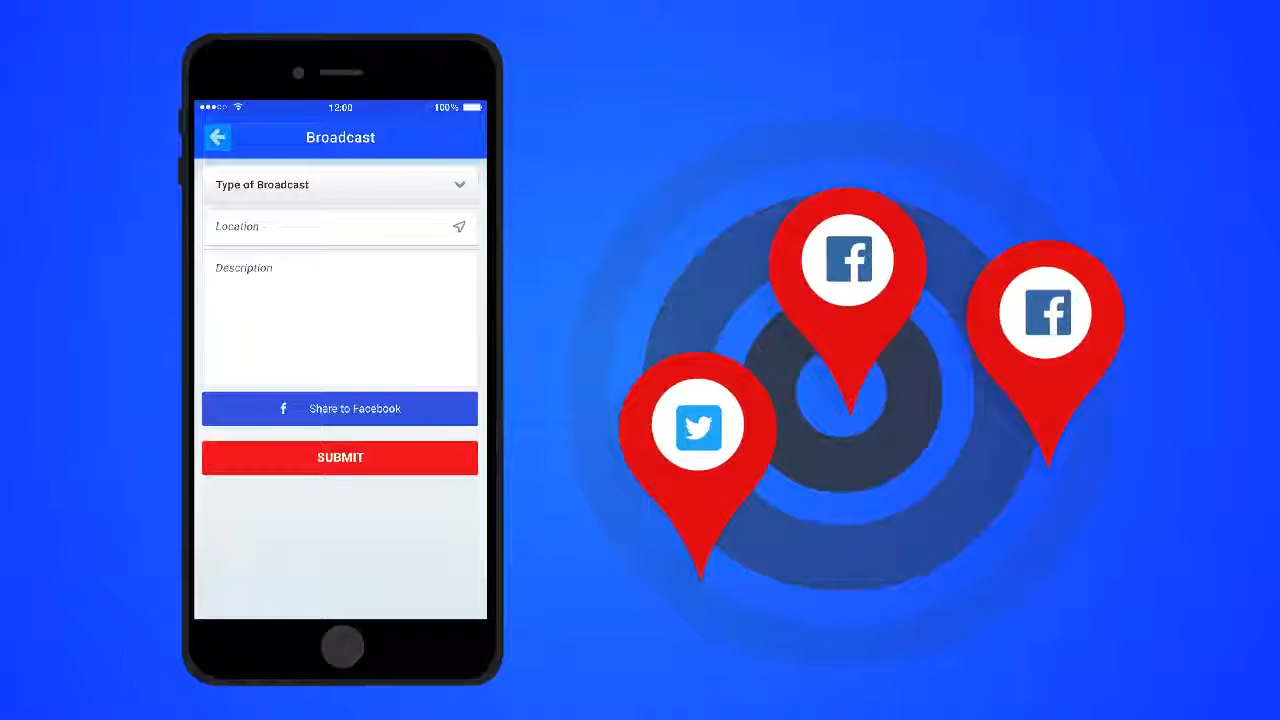 12:00
100%
Broadcast
Type of Broadcast
Location
Description
f Share to Facebook
SUBMIT
f
f